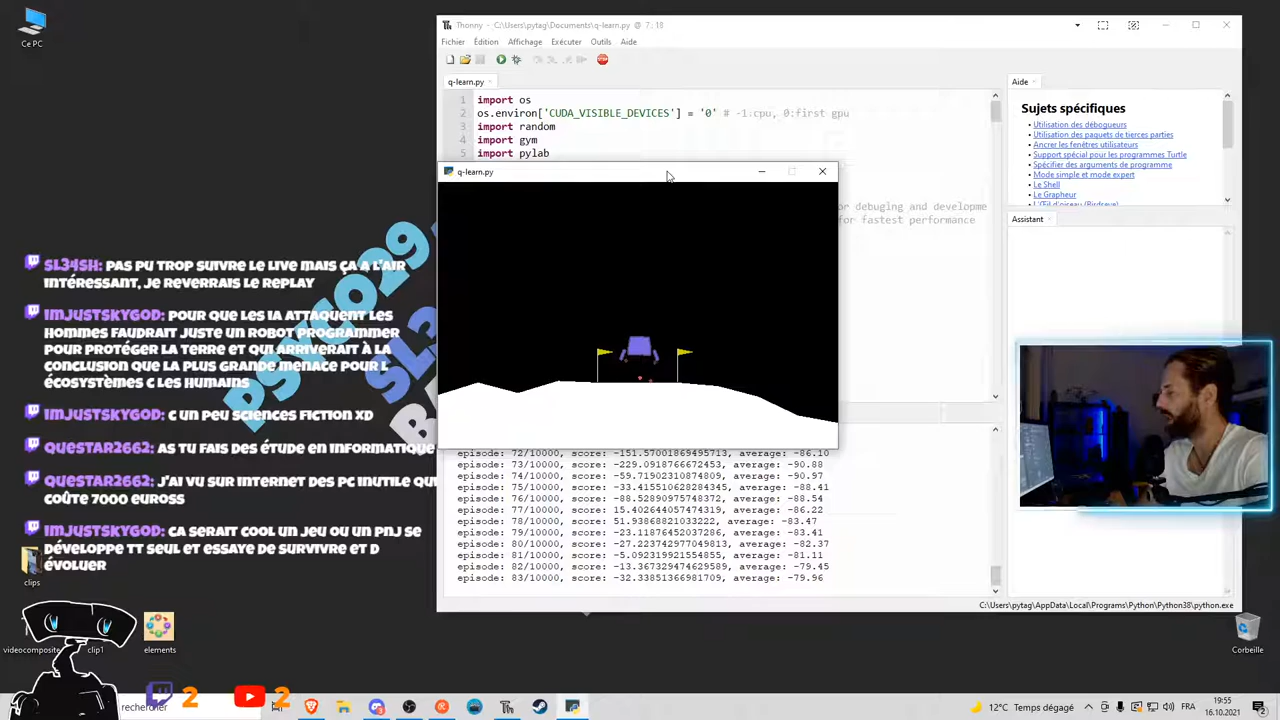 Ce PC
Thonny - C:\Users\pytag\Documents\q-learn.py @ 7:18
Fichier Édition Affichage Exécuter Outils Aide
q-learn.py
1 import os
2 os.environ['CUDA_VISIBLE_DEVICES'] = '0' # -1:cpu, 0:first gpu
3 import random
4 import gym
5 import pylab
q-learn.py
or debuging and developme
for fastest performance
Aide
Sujets spécifiques
• Utilisation des débogueurs
• Utilisation des paquets de tierces parties
• Ancrer les fenêtres utilisateurs
• Support spécial pour les programmes Turtle
• Spécifier des arguments de programme
• Mode simple et mode expert
• Le Shell
• Le Grapheur
• L'Œil d'oiseau (Birdseye)
Assistant
PSYCO29
SL3
SL34SH: PAS PU TROP SUIVRE LE LIVE MAIS ÇA A L'AIR
INTÉRESSANT, JE REVERRAIS LE REPLAY
IMJUSTSKYGOD: POUR QUE LES IA ATTAQUENT LES
HOMMES FAUDRAIT JUSTE UN ROBOT PROGRAMMER
POUR PROTÉGER LA TERRE ET QUI ARRIVERAIT À LA
CONCLUSION QUE LA PLUS GRANDE MENACE POUR L
ÉCOSYSTÈMES C LES HUMAINS
IMJUSTSKYGOD: C UN PEU SCIENCES FICTION XD
QUESTAR2662: AS TU FAIS DES ÉTUDE EN INFORMATIQUE
QUESTAR2662: J'AI VU SUR INTERNET DES PC INUTILE QUI
COÛTE 7000 EUROSS
IMJUSTSKYGOD: CA SERAIT COOL UN JEU OU UN PNJ SE
DÉVELOPPE TT SEUL ET ESSAYE DE SURVIVRE ET D
ÉVOLUER
episode: 72/10000, score: -151.57001869495713, average: -86.10
episode: 73/10000, score: -229.0918766672453, average: -90.88
episode: 74/10000, score: -59.7192310874809, average: -90.97
episode: 75/10000, score: -33.415510628284345, average: -88.41
episode: 76/10000, score: -88.52890975748372, average: -88.54
episode: 77/10000, score: 15.402644057474319, average: -86.22
episode: 78/10000, score: 51.93868821033222, average: -83.47
episode: 79/10000, score: -23.11876452037286, average: -83.41
episode: 80/10000, score: -27.223742977049813, average: -82.37
episode: 81/10000, score: -5.092319921554855, average: -81.11
episode: 82/10000, score: -13.367329474629589, average: -79.45
episode: 83/10000, score: -32.33851366981709, average: -79.96
C:\Users\pytag\AppData\Local\Programs\Python\Python38\python.exe
clips
videocomposite
clip1
elements
Corbeille
2
2
rechercher
12°C Temps dégagé
FRA
19:55
16.10.2021
2